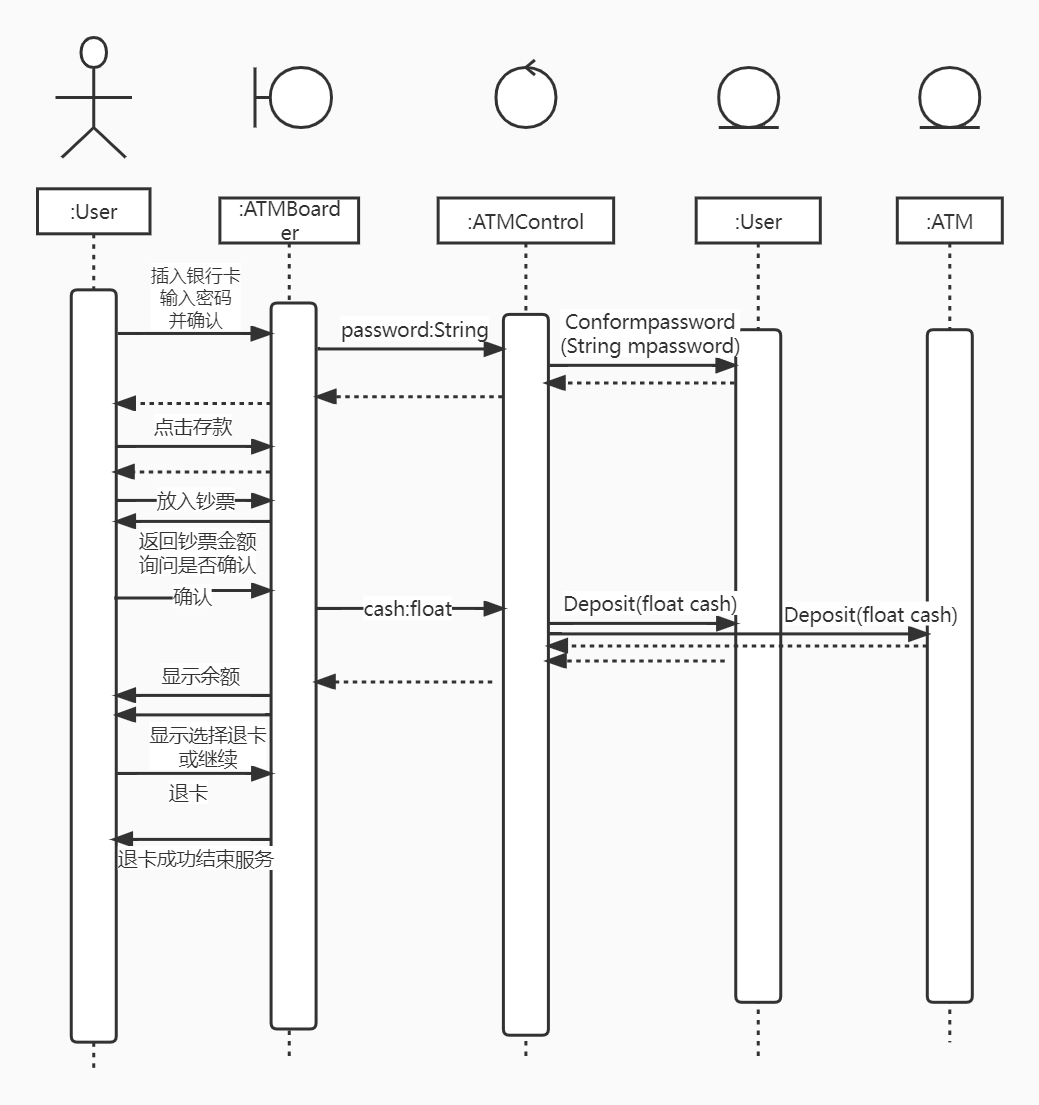 :User
:ATMBoard
er
:ATMControl
:User
:ATM
插入银行卡
输入密码
并确认
password:String
Conformpassword
(String mpassword)
点击存款
放入钞票
返回钞票金额
询问是否确认
确认
cash:float
Deposit(float cash)
Deposit(float cash)
显示余额
显示选择退卡
或继续
退卡
退卡成功结束服务